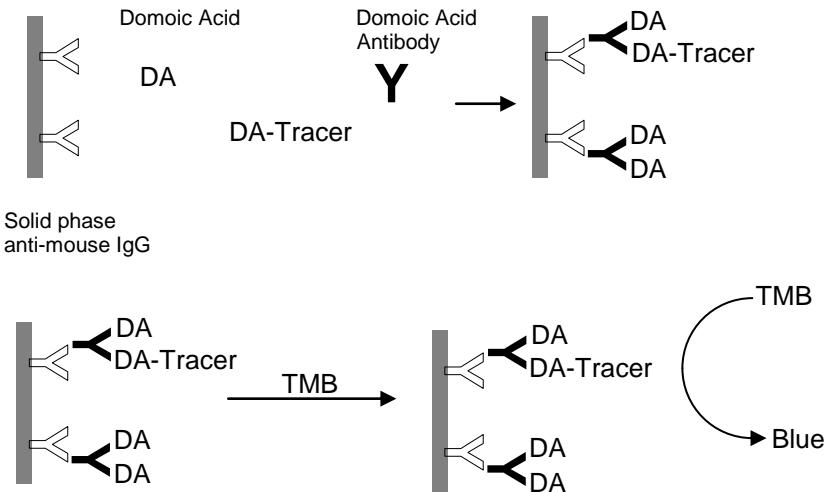 Domoic Acid
DA
DA-Tracer
Domoic Acid
Antibody
DA
DA-Tracer
DA
DA
Solid phase
anti-mouse IgG
DA
DA-Tracer
DA
DA
TMB
DA
DA-Tracer
DA
DA
TMB
Blue